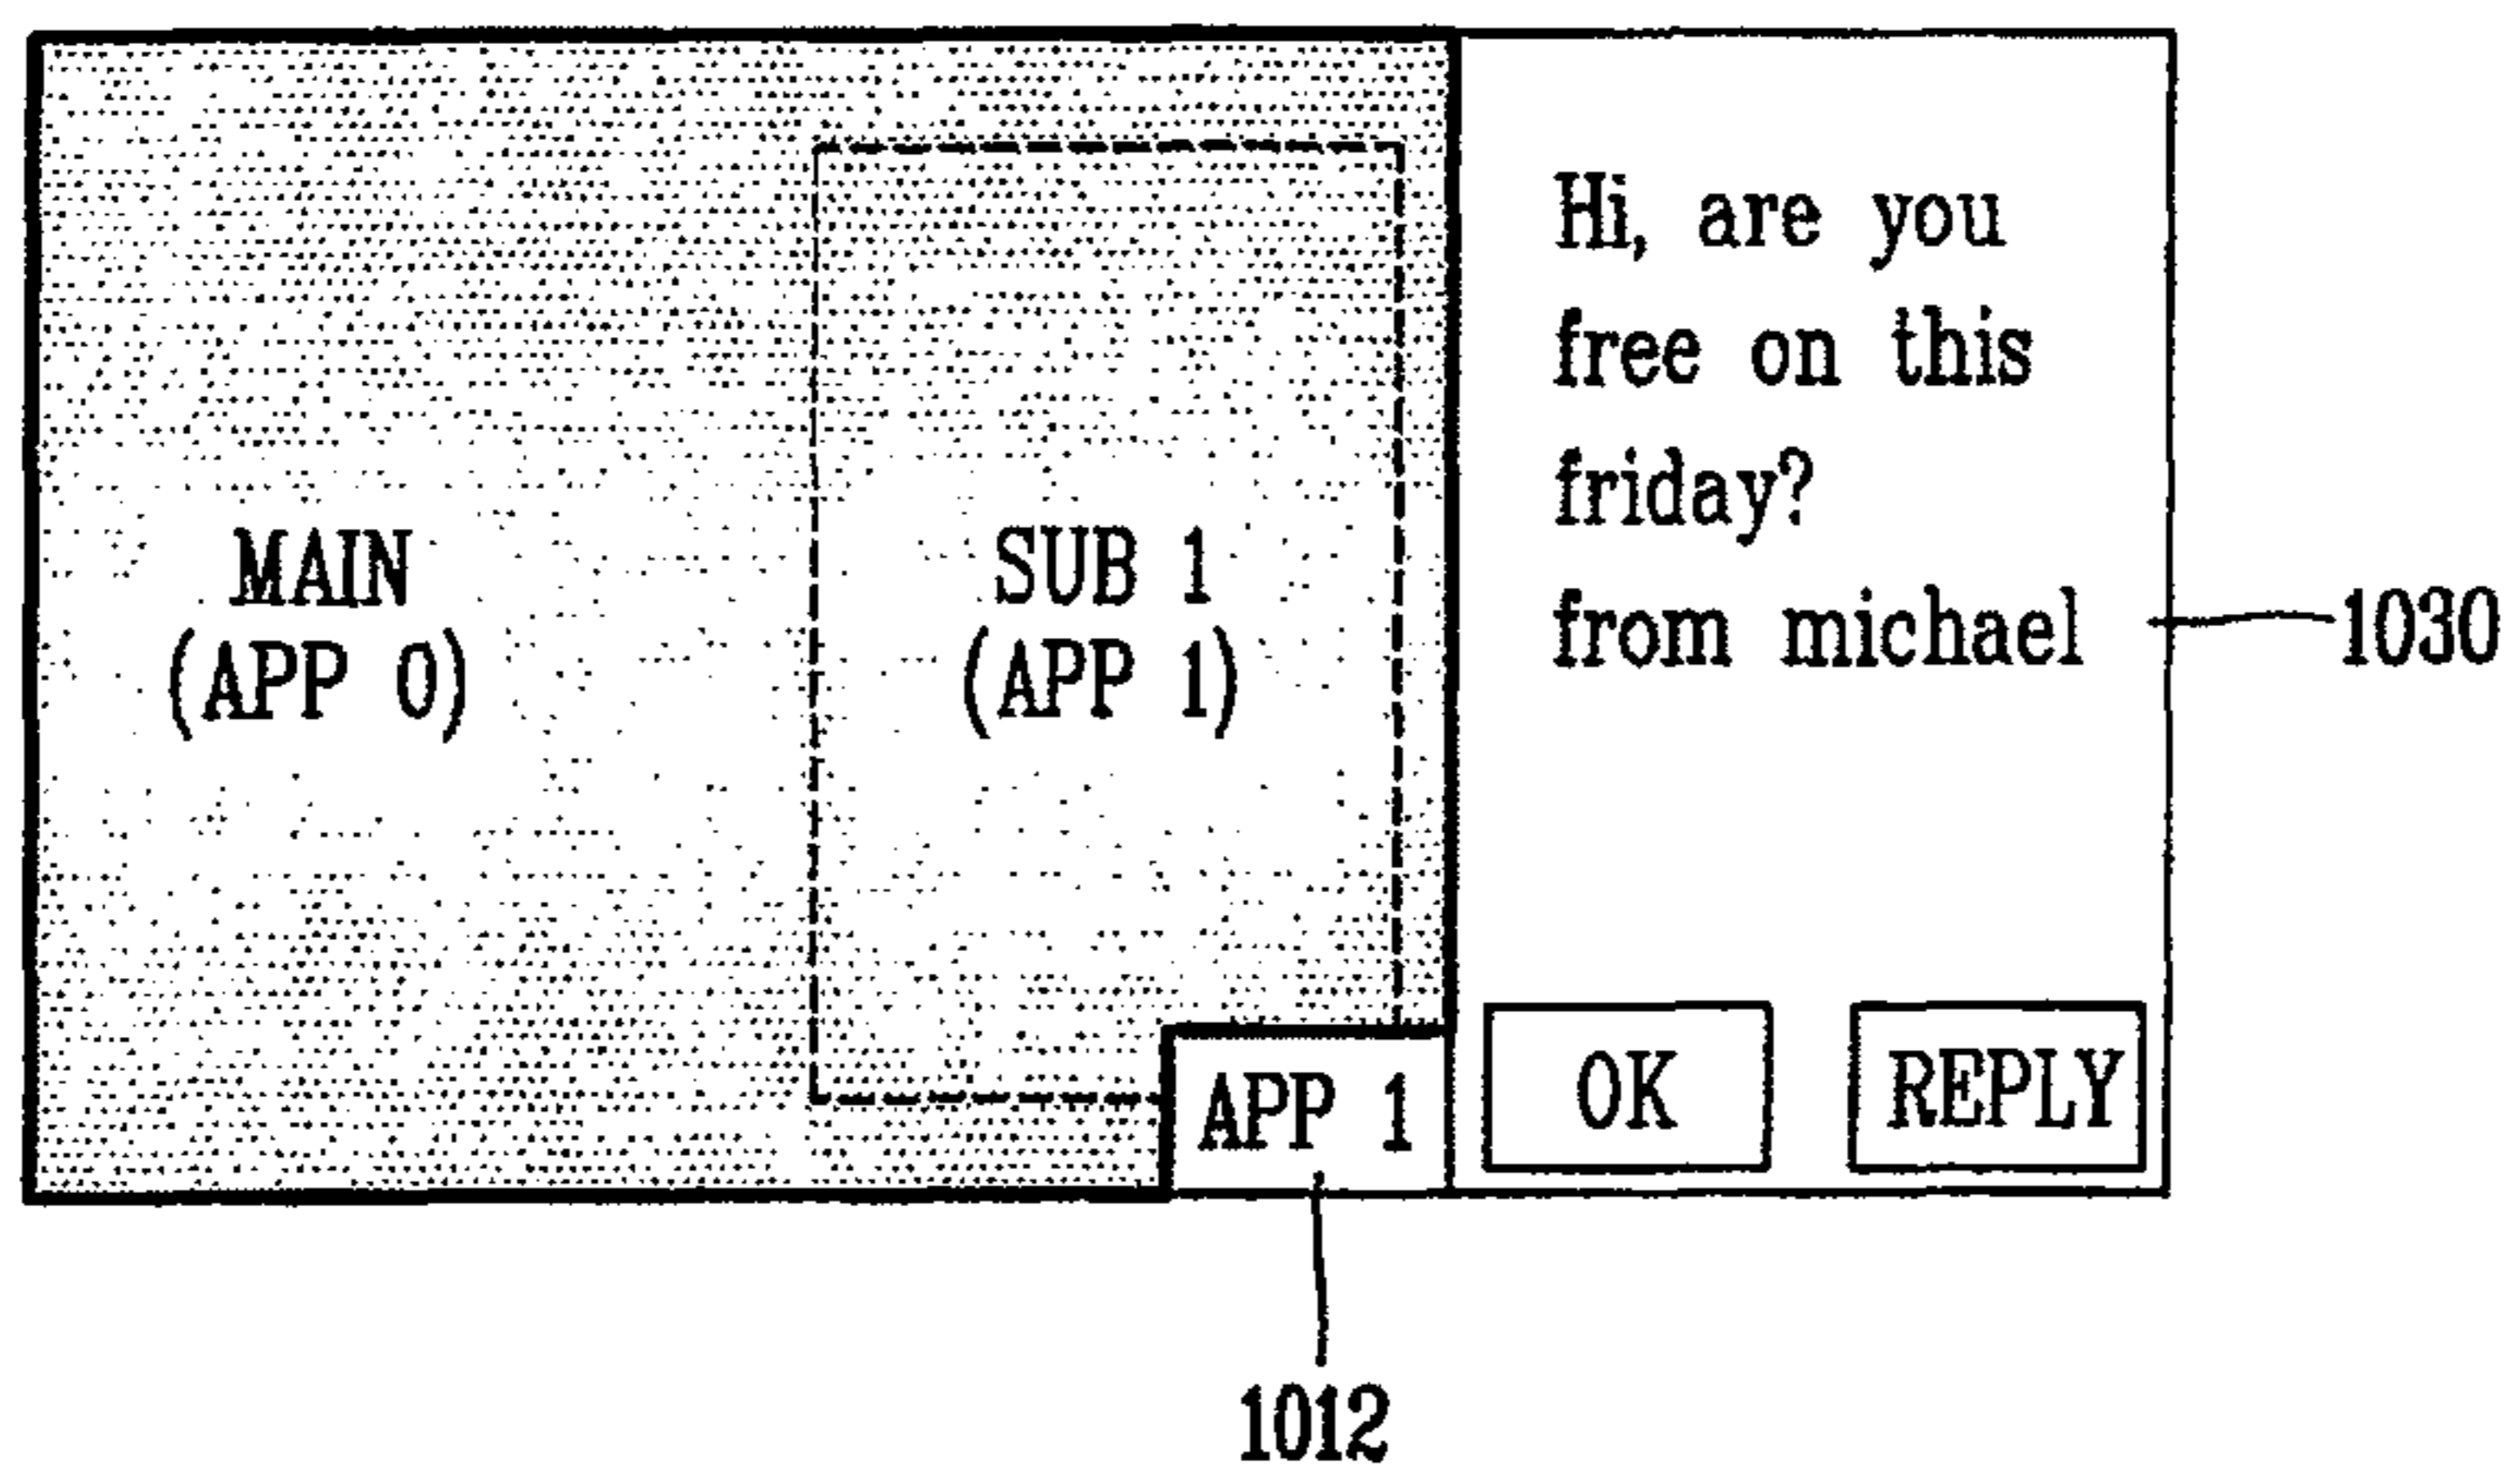 MAIN
(APP 0)
SUB 1
(APP 1)
APP 1
Hi, are you
free on this
friday?
from michael
OK
REPLY
1030
1012